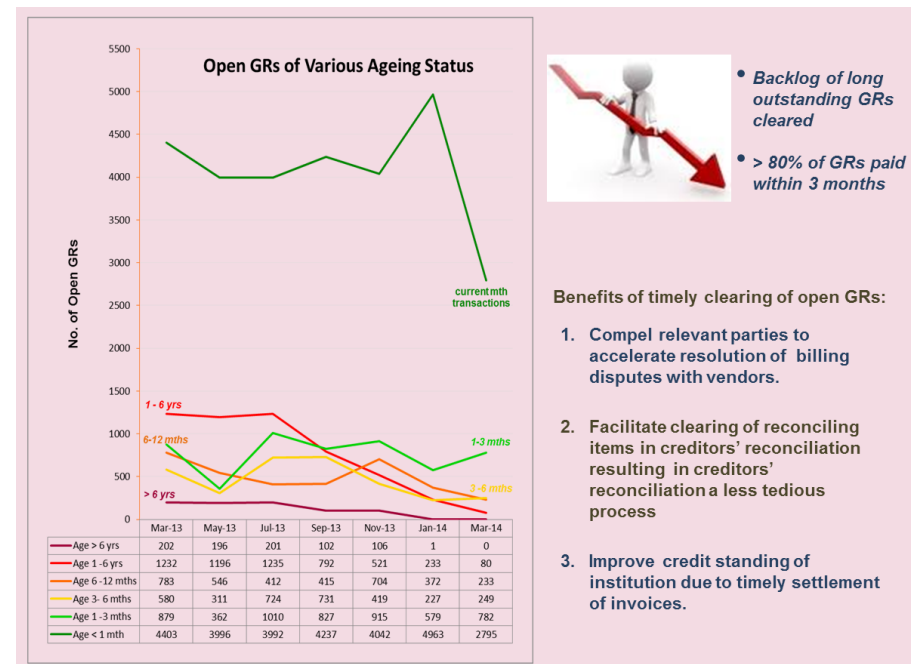 Open GRs of Various Ageing Status
No. of Open GRs
5500
5000
4500
4000
3500
3000
2500
2000
1500
1000
500
0
current mth
transactions
1 - 6 yrs
6-12 mths
> 6 yrs
1-3 mths
3 -6 mths
Mar-13 May-13 Jul-13 Sep-13 Nov-13 Jan-14 Mar-14
Age > 6 yrs 202 196 201 102 106 1 0
Age 1 -6 yrs 1232 1196 1235 792 521 233 80
Age 6 -12 mths 783 546 412 415 704 372 233
Age 3- 6 mths 580 311 724 731 419 227 249
Age 1 -3 mths 879 362 1010 827 915 579 782
Age < 1 mth 4403 3996 3992 4237 4042 4963 2795
• Backlog of long
outstanding GRs
cleared
• > 80% of GRs paid
within 3 months
Benefits of timely clearing of open GRs:
1. Compel relevant parties to
accelerate resolution of billing
disputes with vendors.
2. Facilitate clearing of reconciling
items in creditors' reconciliation
resulting in creditors'
reconciliation a less tedious
process
3. Improve credit standing of
institution due to timely settlement
of invoices.